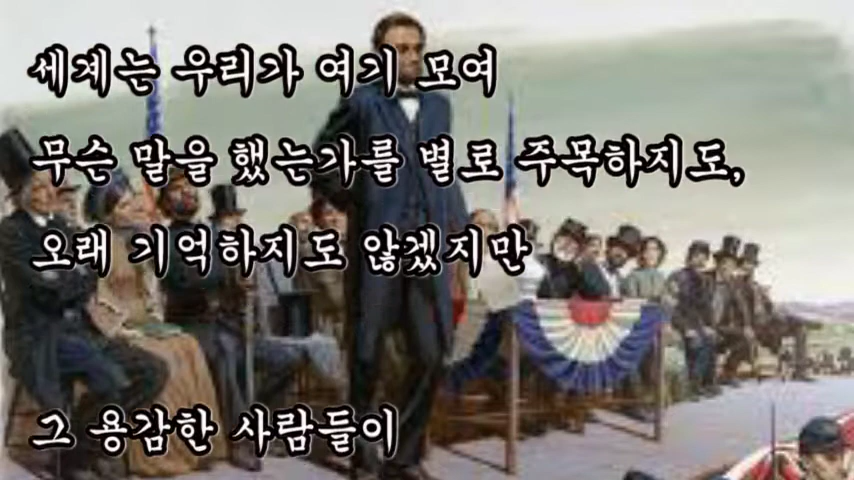 세계는 우리가 여기 모여
무슨 말을 했는가를 별로 주목하지도,
오래 기억하지도 않겠지만
그 용감한 사람들이